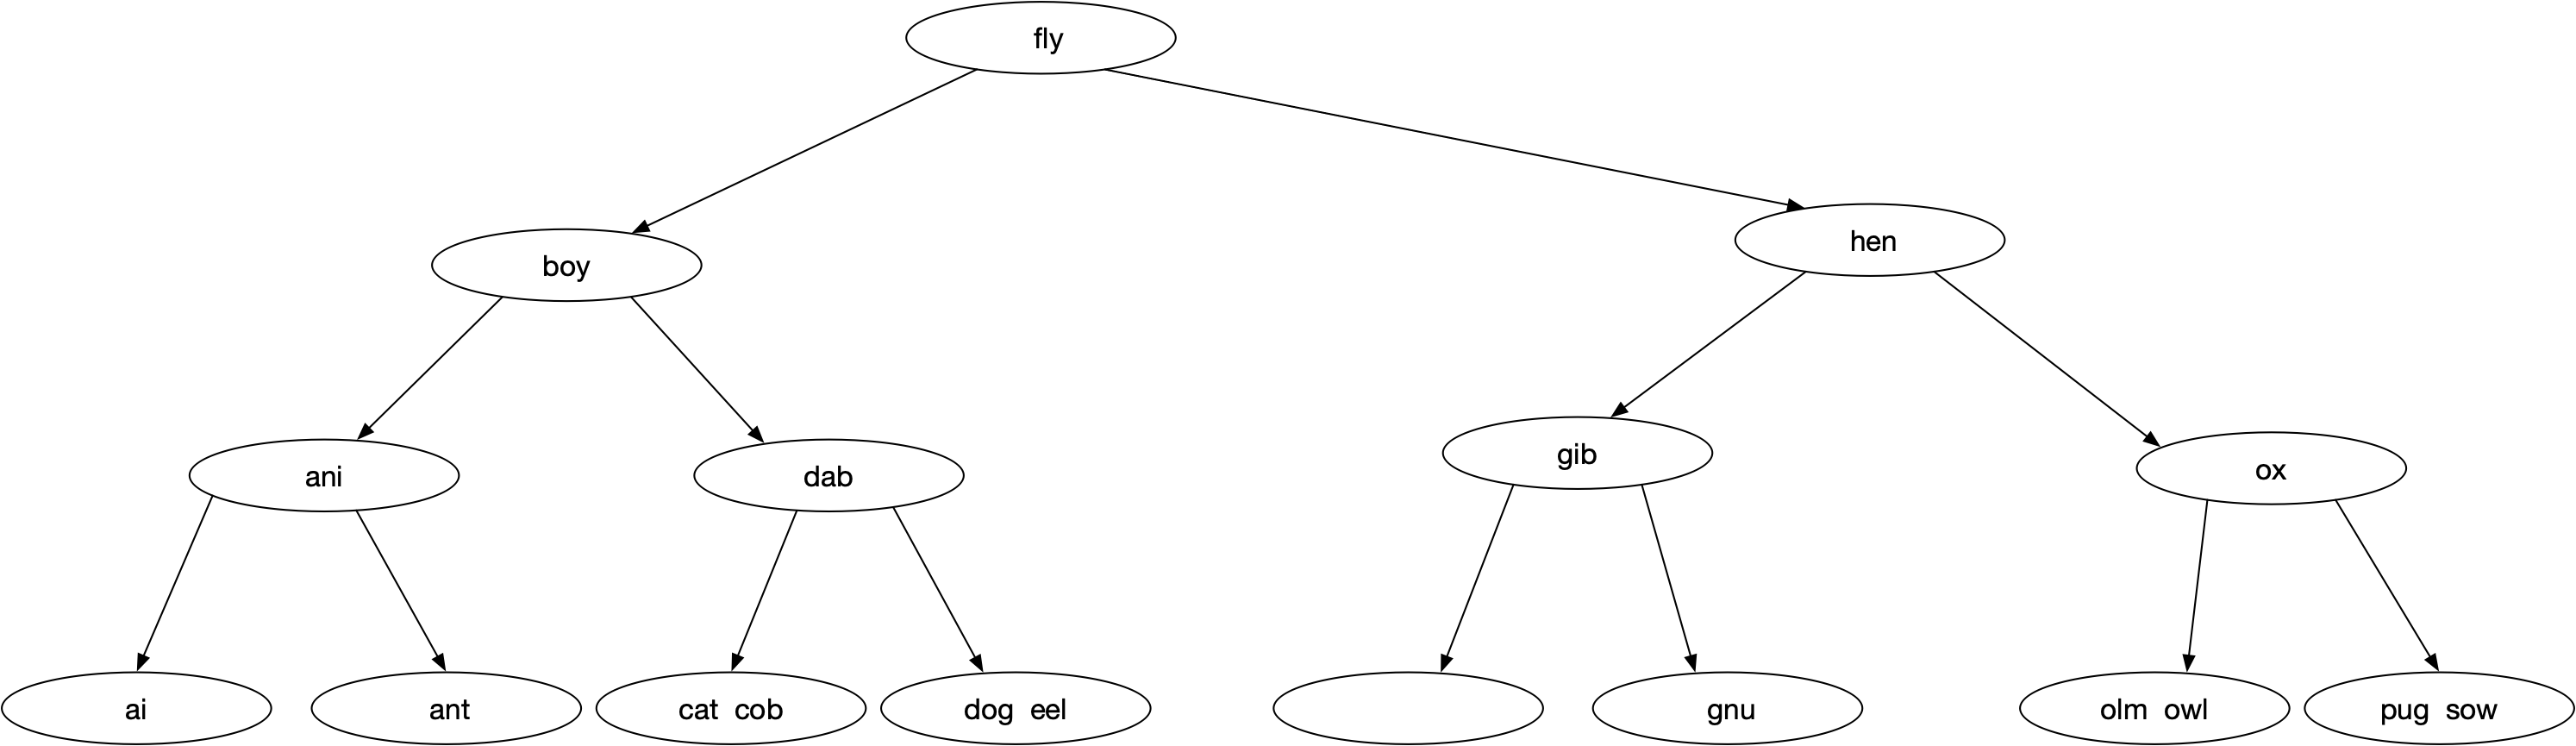 fly
boy
hen
ani
dab
gib
ox
ai
ant
cat cob
dog eel
gnu
olm owl
pug sow